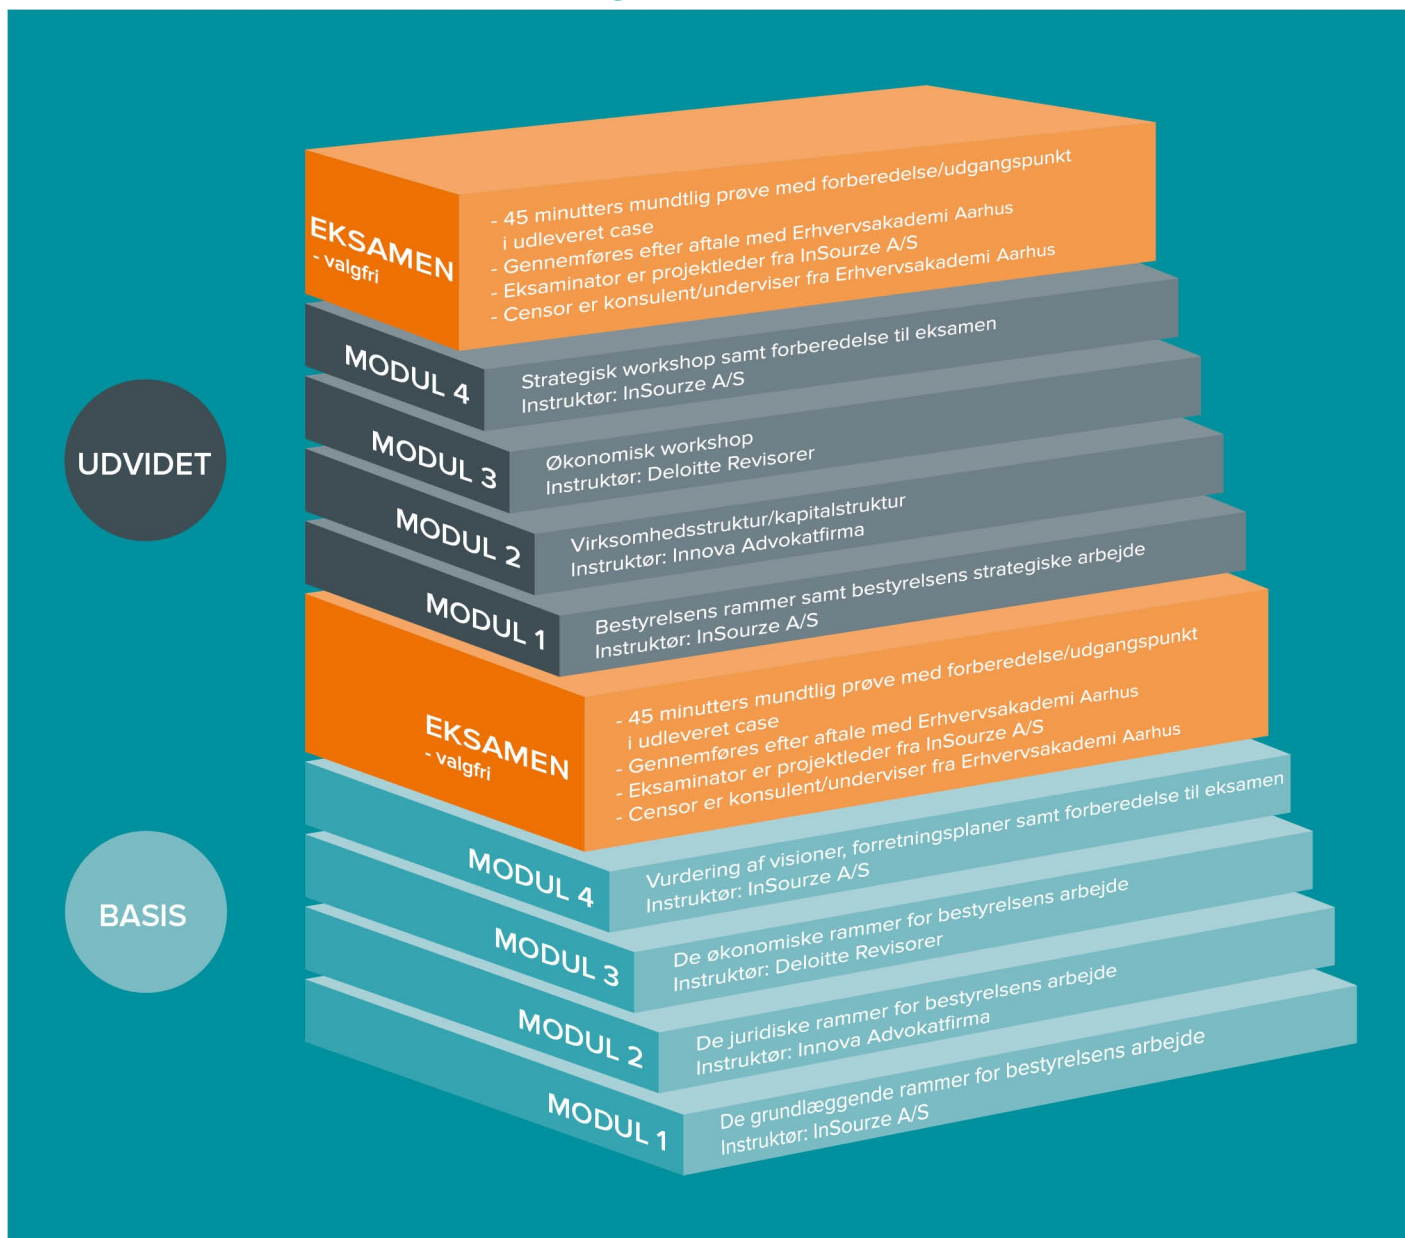 EKSAMEN
- valgfri
- 45 minutters mundtlig prøve med forberedelse/udgangspunkt
i udleveret case
- Gennemføres efter aftale med Erhvervsakademi Aarhus
- Eksaminator er projektleder fra InSourze A/S
- Censor er konsulent/underviser fra Erhvervsakademi Aarhus
MODUL 4
Strategisk workshop samt forberedelse til eksamen
Instruktør: InSourze A/S
UDVIDET
MODUL 3
Økonomisk workshop
Instruktør: Deloitte Revisorer
MODUL 2
Virksomhedsstruktur/kapitalstruktur
Instruktør: Innova Advokatfirma
MODUL 1
Bestyrelsens rammer samt bestyrelsens strategiske arbejde
Instruktør: InSourze A/S
EKSAMEN
- valgfri
- 45 minutters mundtlig prøve med forberedelse/udgangspunkt
i udleveret case
- Gennemføres efter aftale med Erhvervsakademi Aarhus
- Eksaminator er projektleder fra InSourze A/S
- Censor er konsulent/underviser fra Erhvervsakademi Aarhus
MODUL 4
Vurdering af visioner, forretningsplaner samt forberedelse til eksamen
Instruktør: InSourze A/S
BASIS
MODUL 3
De økonomiske rammer for bestyrelsens arbejde
Instruktør: Deloitte Revisorer
MODUL 2
De juridiske rammer for bestyrelsens arbejde
Instruktør: Innova Advokatfirma
MODUL 1
De grundlæggende rammer for bestyrelsens arbejde
Instruktør: InSourze A/S